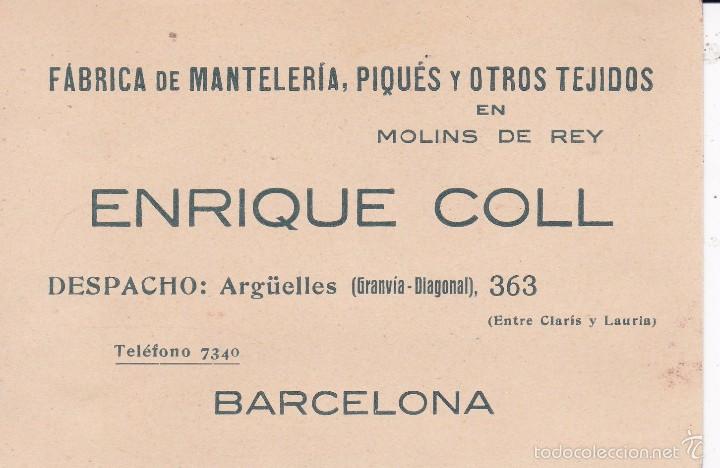 FÁBRICA DE MANTELERÍA, PIQUÉS Y OTROS TEJIDOS
EN
MOLINS DE REY
ENRIQUE COLL
DESPACHO: Argüelles (Granvía-Diagonal), 363
(Entre Clarís y Lauria)
Teléfono 7340
BARCELONA
todocoleccion.net